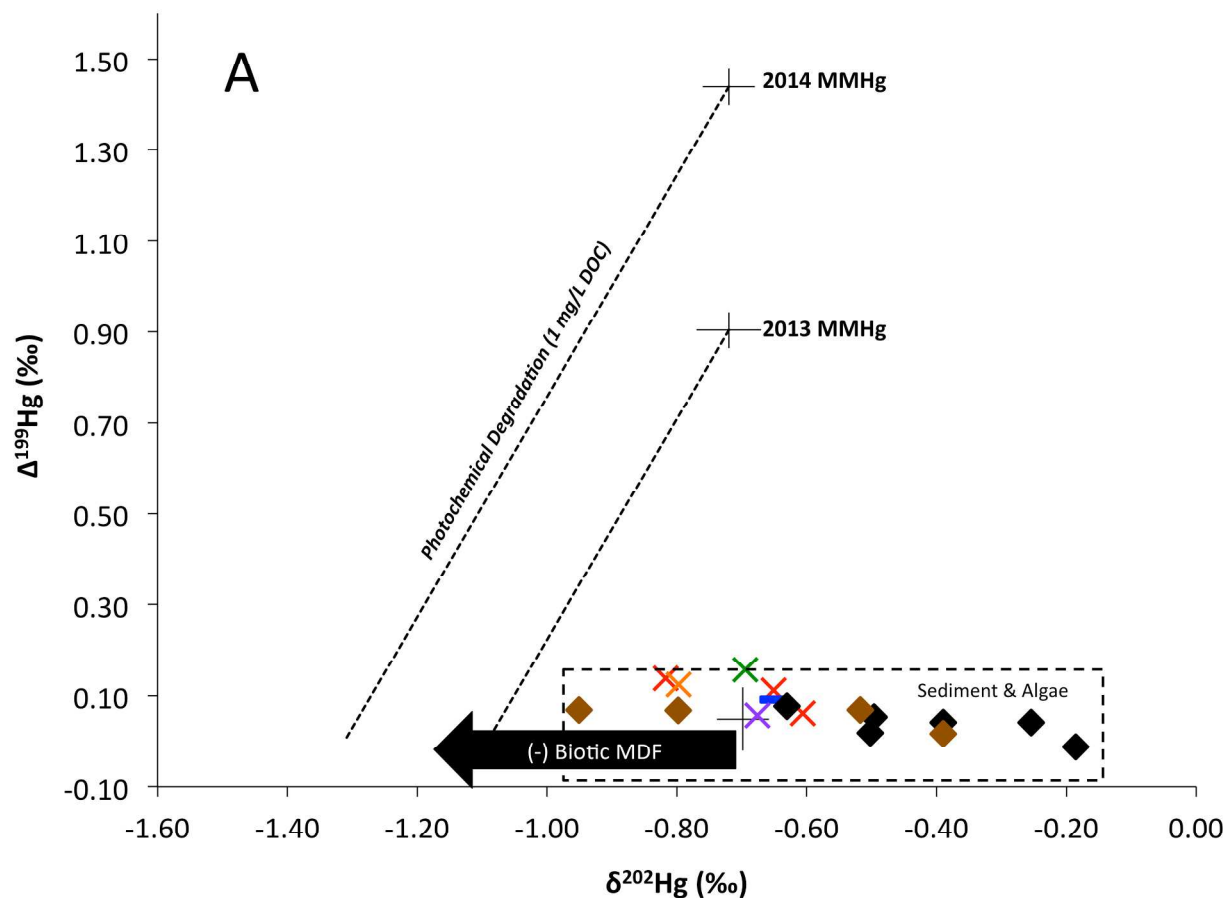 A
1.50
1.30
1.10
0.90
0.70
0.50
0.30
0.10
-0.10
Δ¹⁹⁹Hg (‰)
2014 MMHg
2013 MMHg
Photochemical Degradation (1 mg/L DOC)
Sediment & Algae
(-) Biotic MDF
-1.60 -1.40 -1.20 -1.00 -0.80 -0.60 -0.40 -0.20 0.00
δ²⁰²Hg (‰)